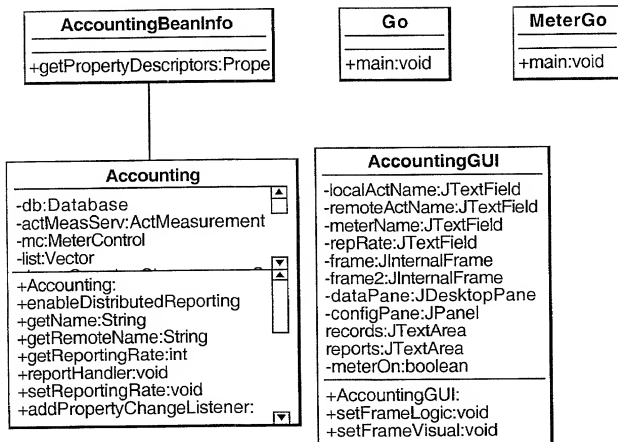 AccountingBeanInfo
+getPropertyDescriptors:Prope
Go
+main:void
MeterGo
+main:void
Accounting
-db:Database
-actMeasServ:ActMeasurement
-mc:MeterControl
-list:Vector
+Accounting:
+enableDistributedReporting
+getName:String
+getRemoteName:String
+getReportingRate:int
+reportHandler:void
+setReportingRate:void
+addPropertyChangeListener:
AccountingGUI
-localActName:JTextField
-remoteActName:JTextField
-meterName:JTextField
-repRate:JTextField
-frame:JInternalFrame
-frame2:JInternalFrame
-dataPane:JDesktopPane
-configPane:JPanel
records:JTextArea
reports:JTextArea
-meterOn:boolean
+AccountingGUI:
+setFrameLogic:void
+setFrameVisual:void